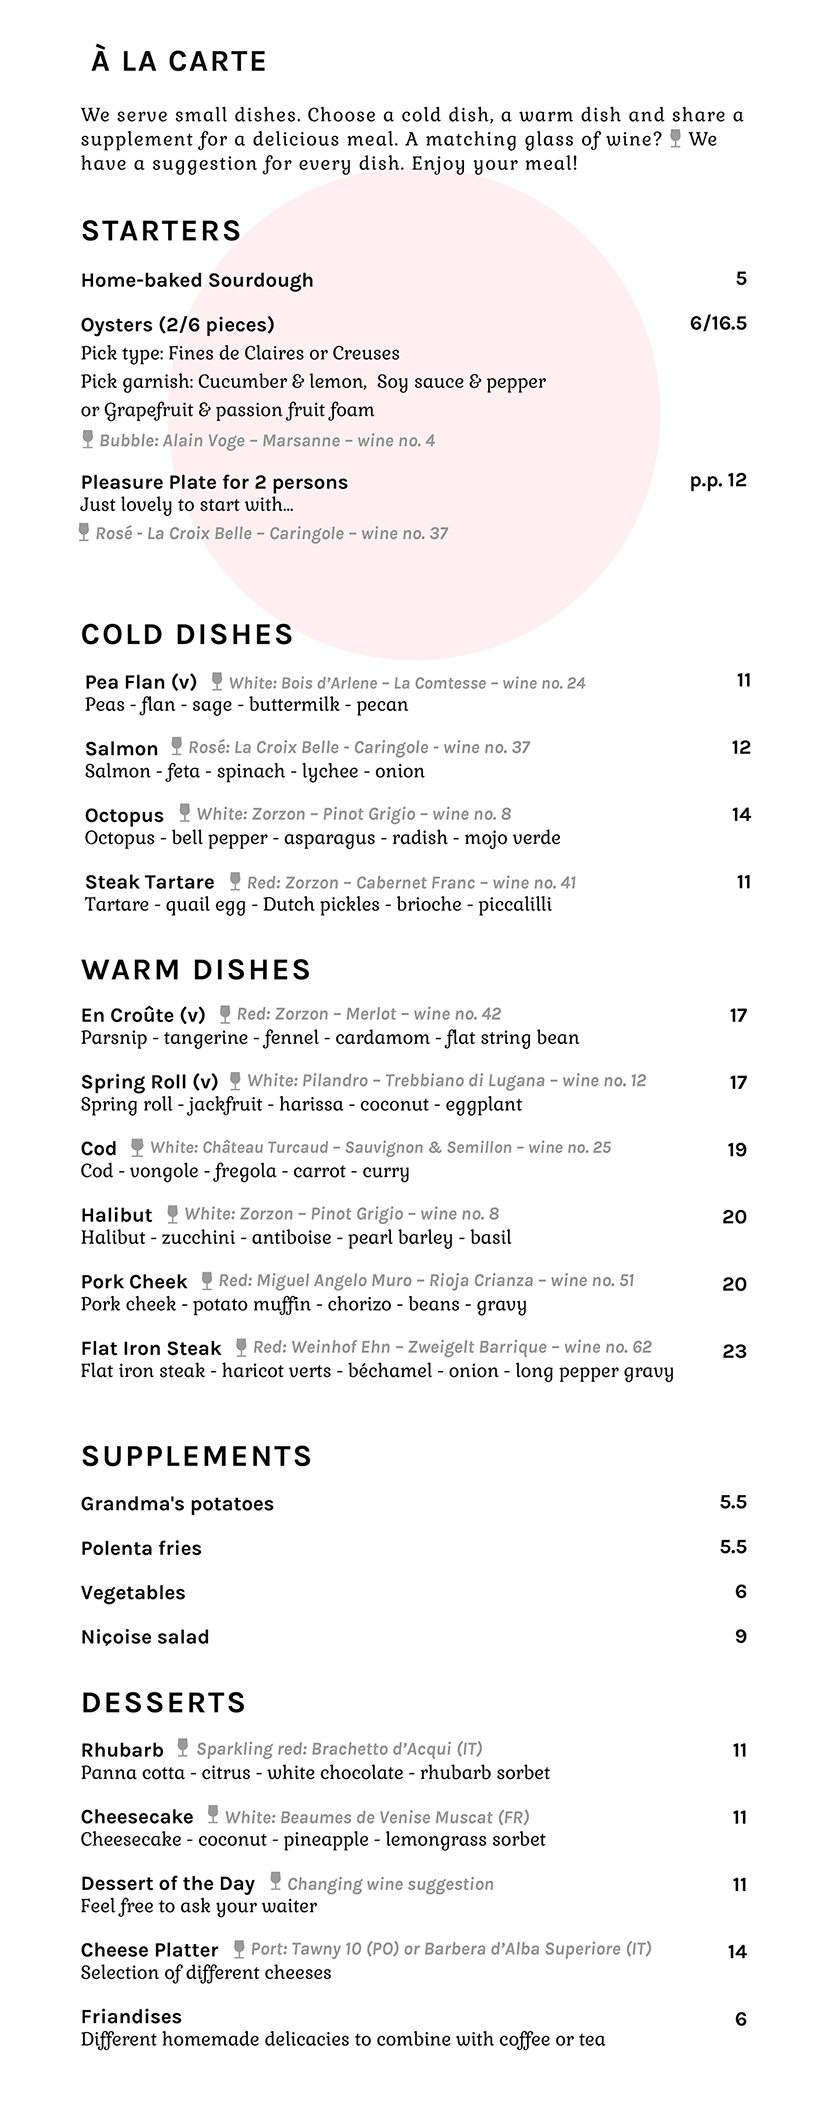 À LA CARTE
We serve small dishes. Choose a cold dish, a warm dish and share a
supplement for a delicious meal. A matching glass of wine? We
have a suggestion for every dish. Enjoy your meal!
STARTERS
Home-baked Sourdough 5
Oysters (2/6 pieces) 6/16.5
Pick type: Fines de Claires or Creuses
Pick garnish: Cucumber & lemon, Soy sauce & pepper
or Grapefruit & passion fruit foam
Bubble: Alain Voge – Marsanne – wine no. 4
Pleasure Plate for 2 persons p.p. 12
Just lovely to start with...
Rosé - La Croix Belle – Caringole – wine no. 37
COLD DISHES
Pea Flan (v) White: Bois d'Arlene – La Comtesse – wine no. 24 11
Peas - flan - sage - buttermilk - pecan
Salmon Rosé: La Croix Belle - Caringole - wine no. 37 12
Salmon - feta - spinach - lychee - onion
Octopus White: Zorzon – Pinot Grigio – wine no. 8 14
Octopus - bell pepper - asparagus - radish - mojo verde
Steak Tartare Red: Zorzon – Cabernet Franc – wine no. 41 11
Tartare - quail egg - Dutch pickles - brioche - piccalilli
WARM DISHES
En Croûte (v) Red: Zorzon – Merlot – wine no. 42 17
Parsnip - tangerine - fennel - cardamom - flat string bean
Spring Roll (v) White: Pilandro – Trebbiano di Lugana – wine no. 12 17
Spring roll - jackfruit - harissa - coconut - eggplant
Cod White: Château Turcaud – Sauvignon & Semillon – wine no. 25 19
Cod - vongole - fregola - carrot - curry
Halibut White: Zorzon – Pinot Grigio – wine no. 8 20
Halibut - zucchini - antiboise - pearl barley - basil
Pork Cheek Red: Miguel Angelo Muro – Rioja Crianza – wine no. 51 20
Pork cheek - potato muffin - chorizo - beans - gravy
Flat Iron Steak Red: Weinhof Ehn – Zweigelt Barrique – wine no. 62 23
Flat iron steak - haricot verts - béchamel - onion - long pepper gravy
SUPPLEMENTS
Grandma's potatoes 5.5
Polenta fries 5.5
Vegetables 6
Niçoise salad 9
DESSERTS
Rhubarb Sparkling red: Brachetto d'Acqui (IT) 11
Panna cotta - citrus - white chocolate - rhubarb sorbet
Cheesecake White: Beaumes de Venise Muscat (FR) 11
Cheesecake - coconut - pineapple - lemongrass sorbet
Dessert of the Day Changing wine suggestion 11
Feel free to ask your waiter
Cheese Platter Port: Tawny 10 (PO) or Barbera d'Alba Superiore (IT) 14
Selection of different cheeses
Friandises 6
Different homemade delicacies to combine with coffee or tea